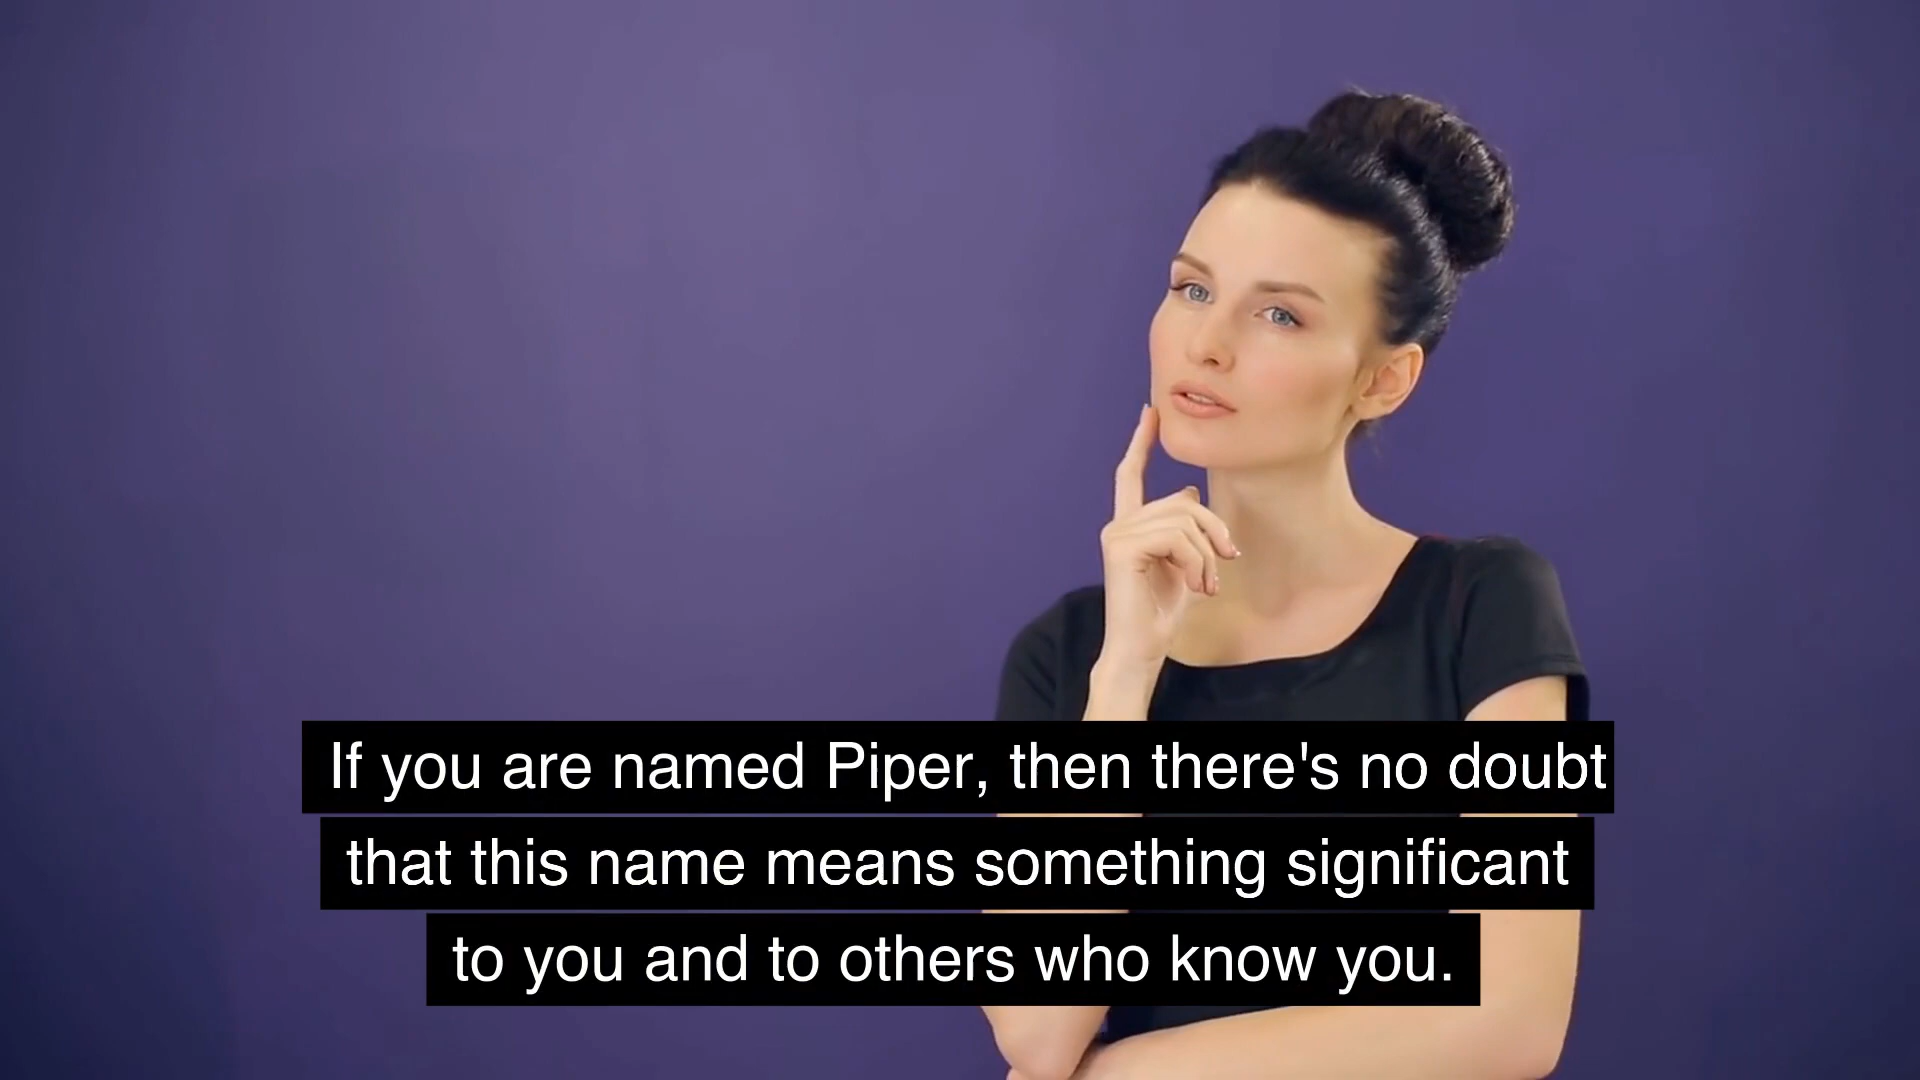 If you are named Piper, then there's no doubt
that this name means something significant
to you and to others who know you.